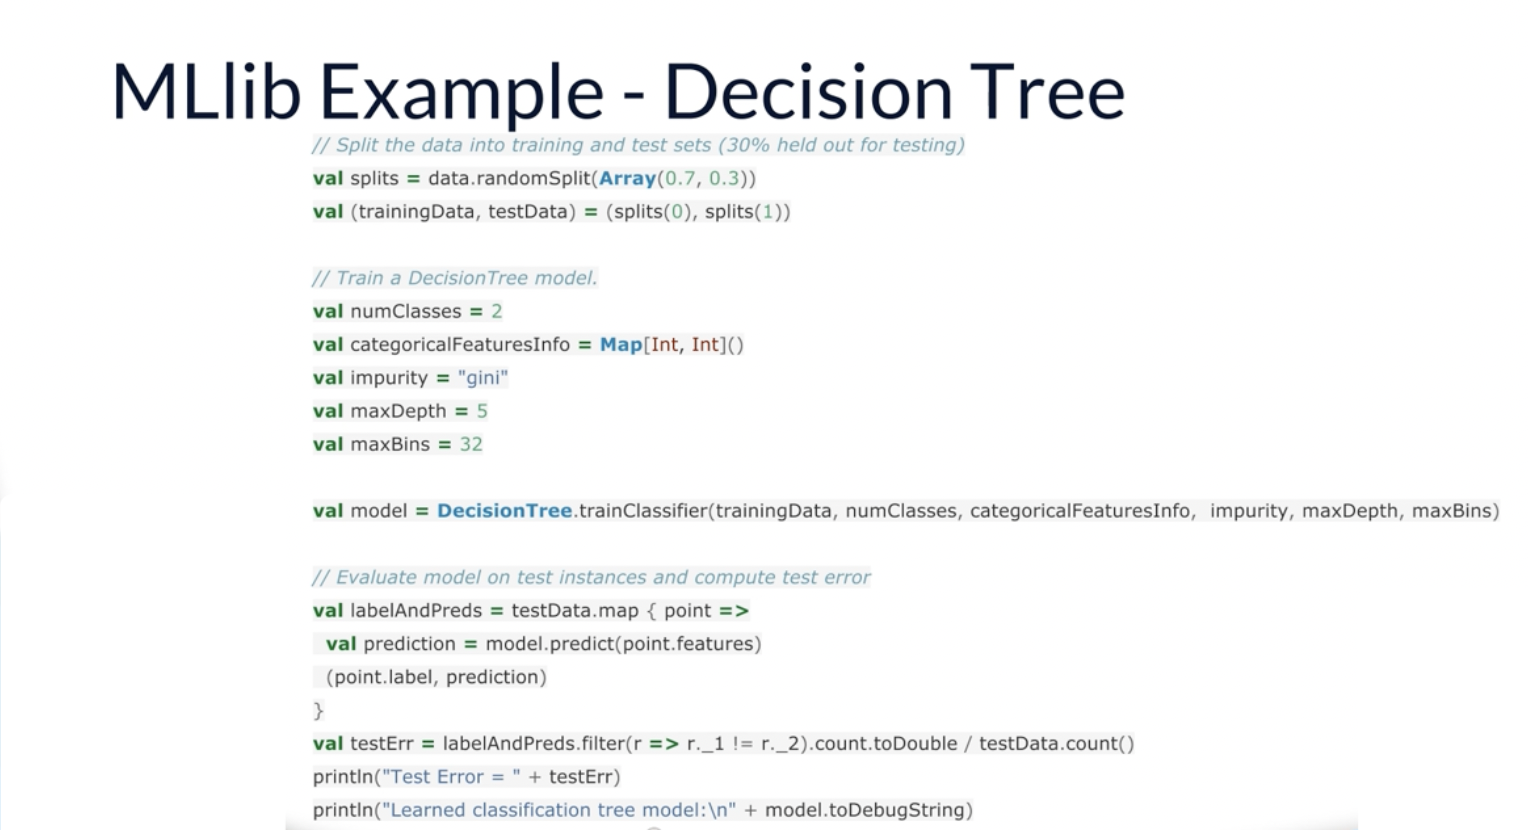 MLlib Example - Decision Tree
// Split the data into training and test sets (30% held out for testing)
val splits = data.randomSplit(Array(0.7, 0.3))
val (trainingData, testData) = (splits(0), splits(1))
// Train a DecisionTree model.
val numClasses = 2
val categoricalFeaturesInfo = Map[Int, Int]()
val impurity = "gini"
val maxDepth = 5
val maxBins = 32
val model = DecisionTree.trainClassifier(trainingData, numClasses, categoricalFeaturesInfo,  impurity, maxDepth, maxBins)
// Evaluate model on test instances and compute test error
val labelAndPreds = testData.map { point =>
  val prediction = model.predict(point.features)
  (point.label, prediction)
}
val testErr = labelAndPreds.filter(r => r._1 != r._2).count.toDouble / testData.count()
println("Test Error = " + testErr)
println("Learned classification tree model:\n" + model.toDebugString)